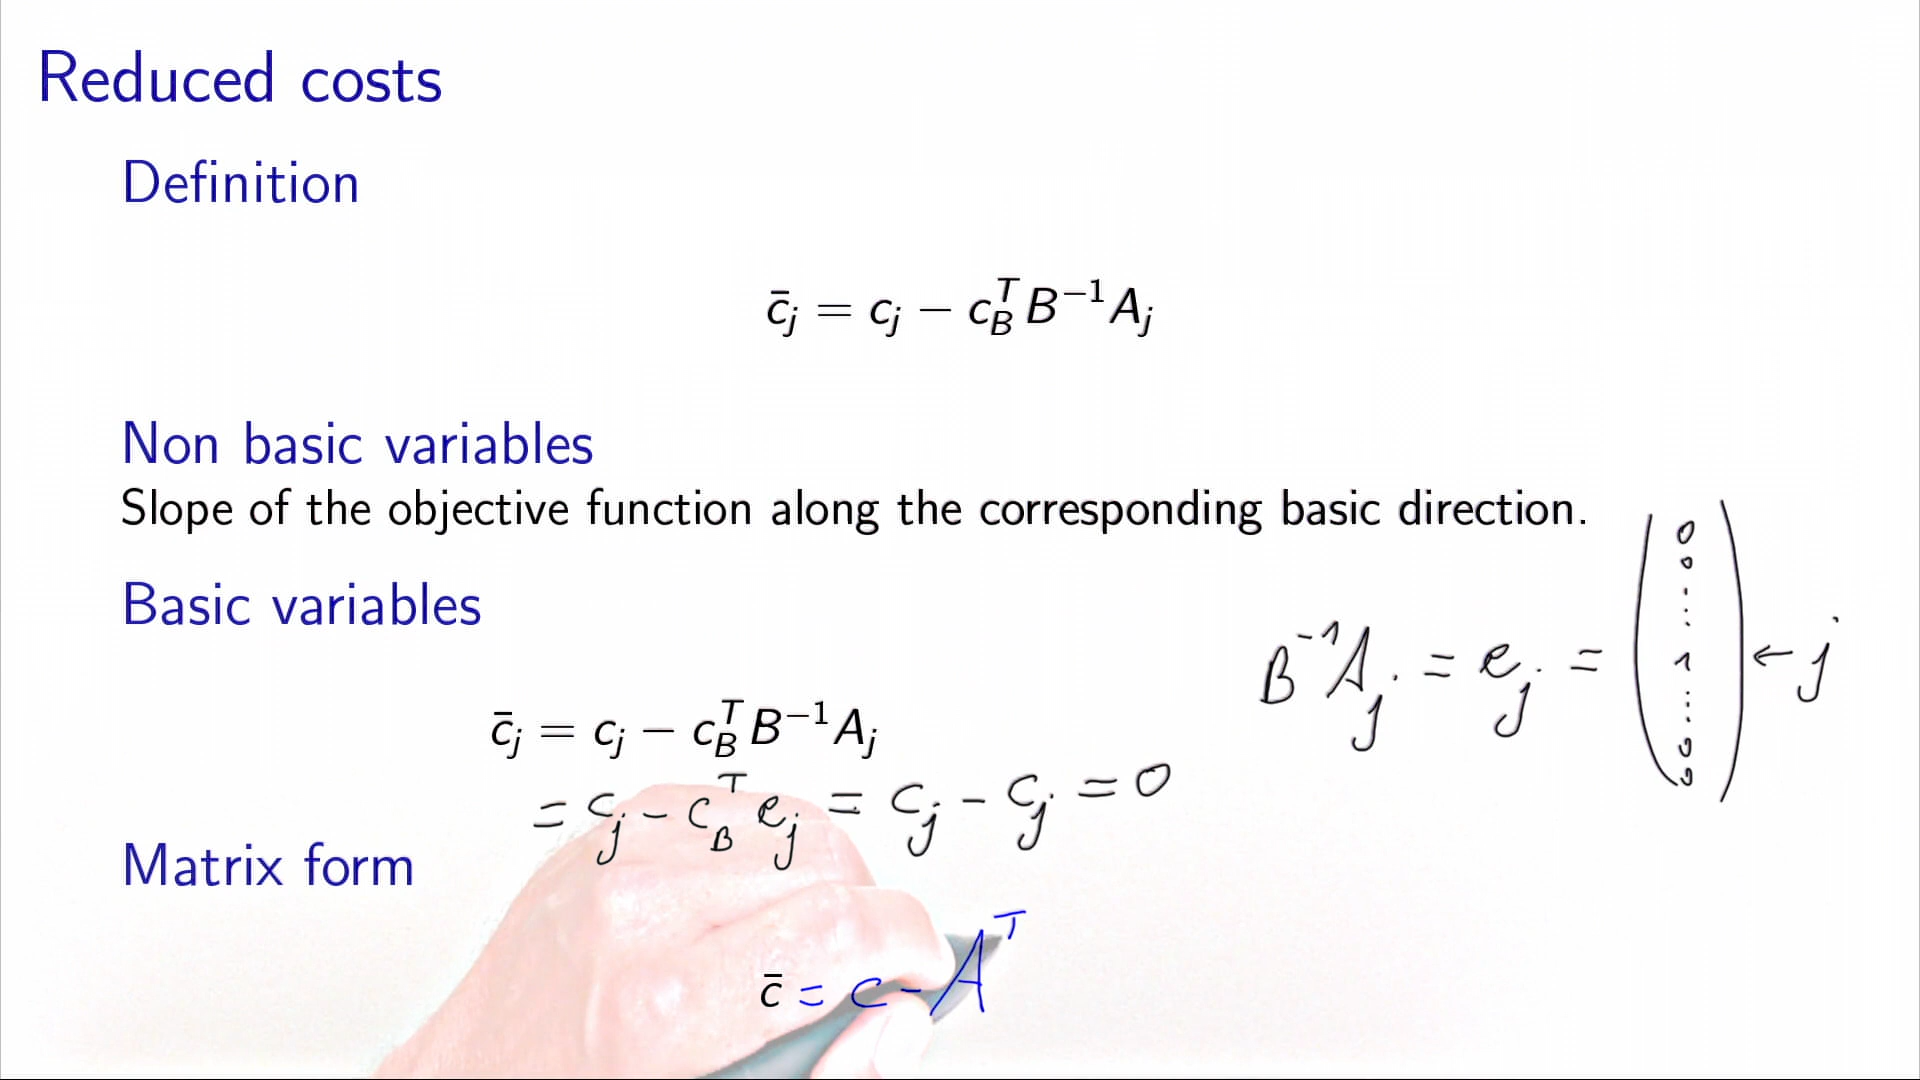 Reduced costs
Definition
c̄ⱼ = cⱼ − c_B^T B⁻¹Aⱼ
Non basic variables
Slope of the objective function along the corresponding basic direction.
Basic variables
c̄ⱼ = cⱼ − c_B^T B⁻¹Aⱼ
= cⱼ − c_B^T eⱼ = cⱼ − cⱼ = 0
B⁻¹Aⱼ = eⱼ = (0 0 ... 1 ... 0 0) ← j
Matrix form
c̄ = c − A^T